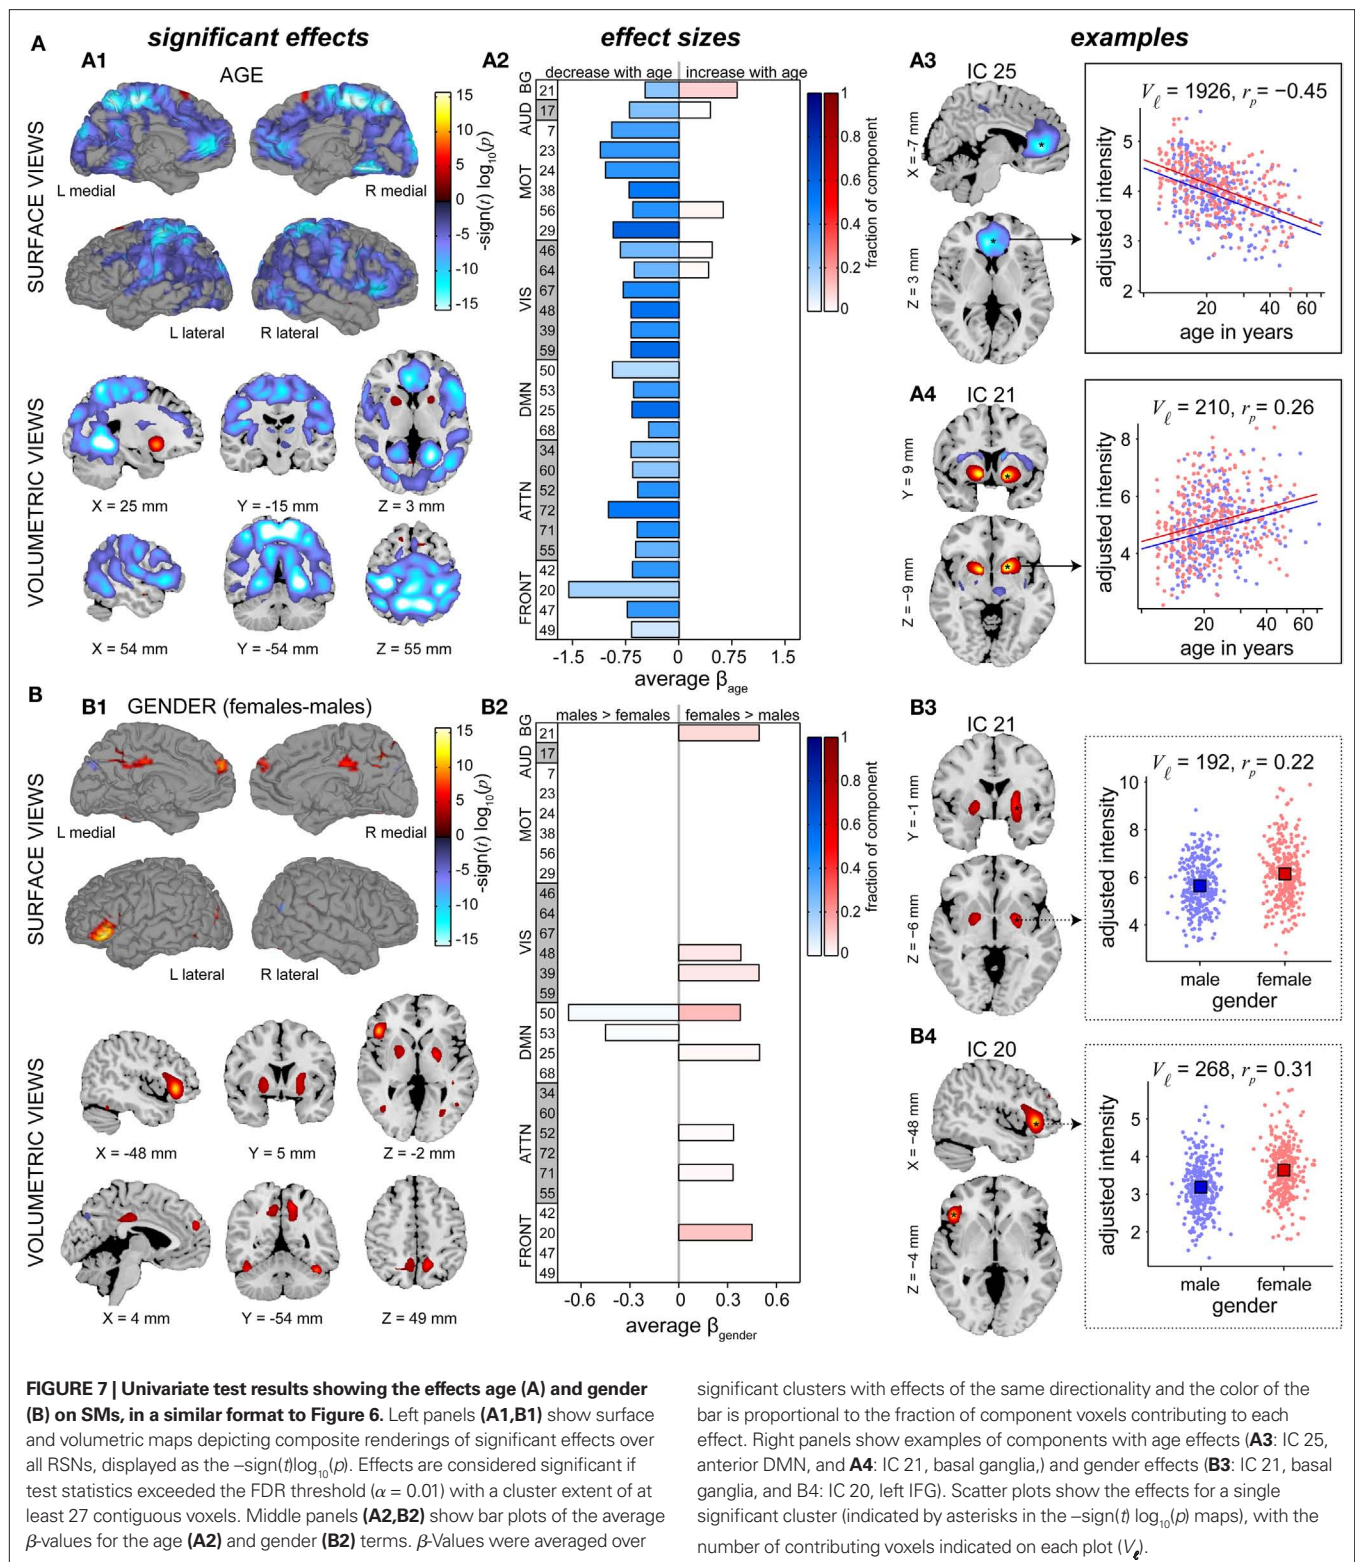 significant effects
effect sizes
examples
A
A1
AGE
SURFACE VIEWS
L medial
R medial
L lateral
R lateral
15
10
5
0
-5
-10
-15
-sign(t) log10(p)
VOLUMETRIC VIEWS
X = 25 mm
Y = -15 mm
Z = 3 mm
X = 54 mm
Y = -54 mm
Z = 55 mm
A2
decrease with age
increase with age
BG
21
AUD
17
7
23
MOT
24
38
56
29
46
64
VIS
67
48
39
59
50
53
DMN
25
68
34
60
ATTN
52
72
71
55
42
FRONT
20
47
49
-1.5
-0.75
0
0.75
1.5
average βage
1
0.8
0.6
0.4
0.2
0
fraction of component
A3
IC 25
X = -7 mm
Z = 3 mm
Vℓ = 1926, rp = −0.45
5
4
3
2
adjusted intensity
20
40
60
age in years
A4
IC 21
Y = 9 mm
Z = −9 mm
Vℓ = 210, rp = 0.26
8
6
4
adjusted intensity
20
40
60
age in years
B
B1
GENDER (females-males)
SURFACE VIEWS
L medial
R medial
L lateral
R lateral
15
10
5
0
-5
-10
-15
-sign(t) log10(p)
VOLUMETRIC VIEWS
X = -48 mm
Y = 5 mm
Z = -2 mm
X = 4 mm
Y = -54 mm
Z = 49 mm
B2
males > females
females > males
BG
21
AUD
17
7
23
MOT
24
38
56
29
46
64
VIS
67
48
39
59
50
53
DMN
25
68
34
60
ATTN
52
72
71
55
42
FRONT
20
47
49
-0.6
-0.3
0
0.3
0.6
average βgender
1
0.8
0.6
0.4
0.2
0
fraction of component
B3
IC 21
Y = -1 mm
Z = −6 mm
Vℓ = 192, rp = 0.22
10
8
6
4
adjusted intensity
male
female
gender
B4
IC 20
X = −48 mm
Z = −4 mm
Vℓ = 268, rp = 0.31
5
4
3
2
adjusted intensity
male
female
gender
FIGURE 7 | Univariate test results showing the effects age (A) and gender
(B) on SMs, in a similar format to Figure 6. Left panels (A1,B1) show surface
and volumetric maps depicting composite renderings of significant effects over
all RSNs, displayed as the −sign(t)log10(p). Effects are considered significant if
test statistics exceeded the FDR threshold (α = 0.01) with a cluster extent of at
least 27 contiguous voxels. Middle panels (A2,B2) show bar plots of the average
β-values for the age (A2) and gender (B2) terms. β-Values were averaged over
significant clusters with effects of the same directionality and the color of the
bar is proportional to the fraction of component voxels contributing to each
effect. Right panels show examples of components with age effects (A3: IC 25,
anterior DMN, and A4: IC 21, basal ganglia,) and gender effects (B3: IC 21, basal
ganglia, and B4: IC 20, left IFG). Scatter plots show the effects for a single
significant cluster (indicated by asterisks in the −sign(t) log10(p) maps), with the
number of contributing voxels indicated on each plot (Vℓ).